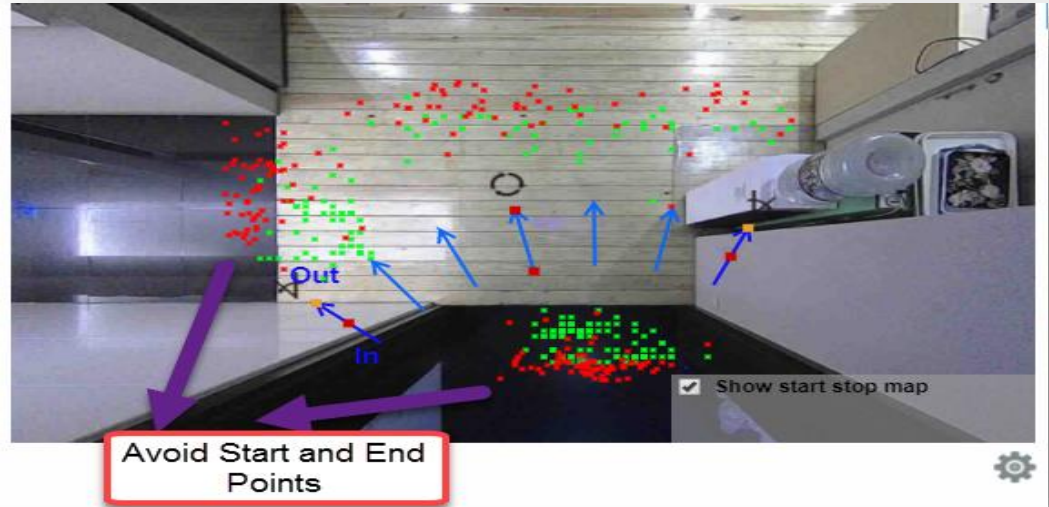 Out
In
Show start stop map
Avoid Start and End
Points